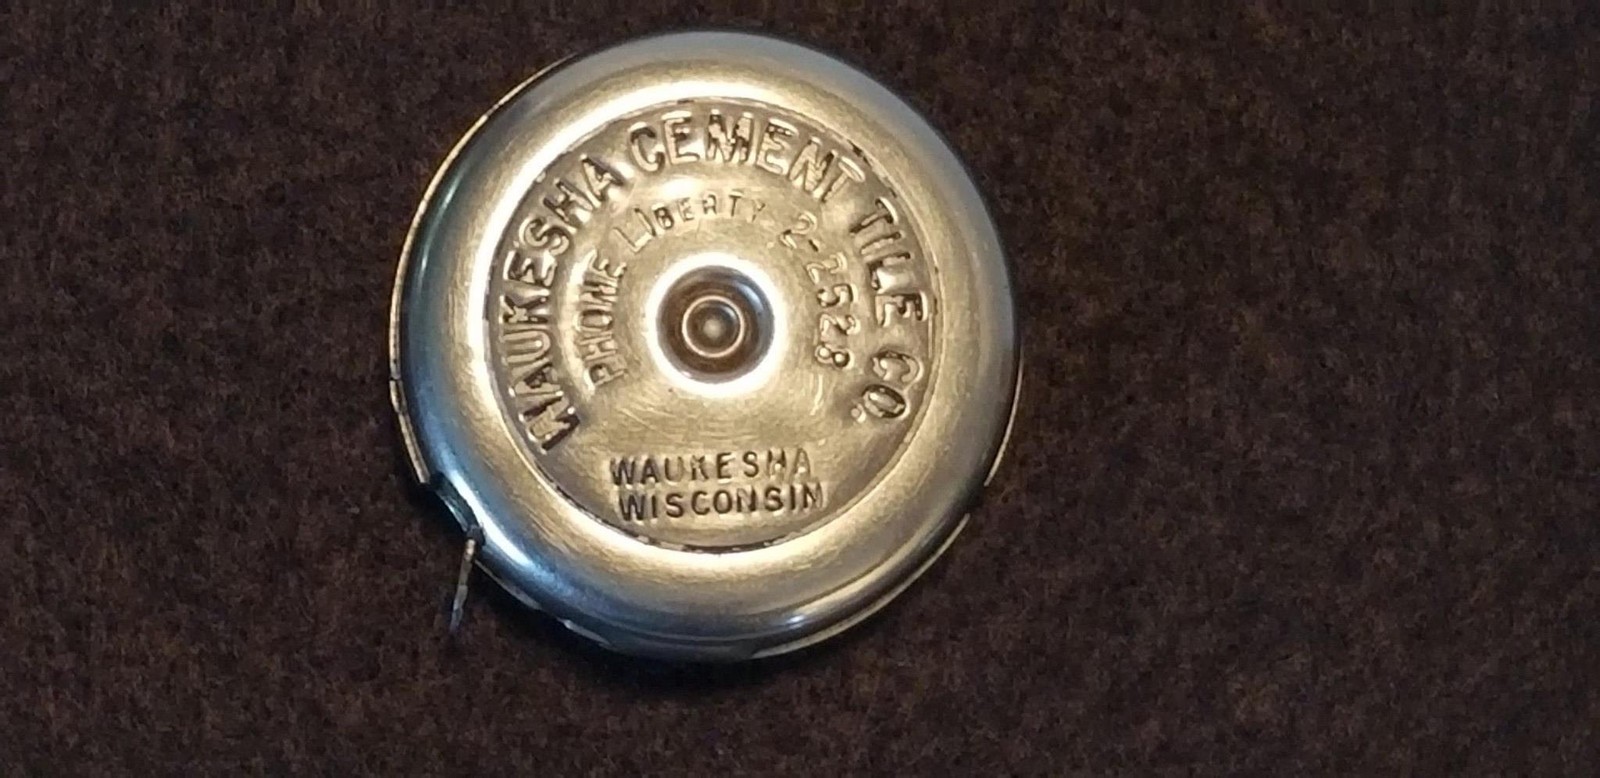 WAUKESHA CEMENT TILE CO.
PHONE LIBERTY 2-2528
WAUKESHA
WISCONSIN